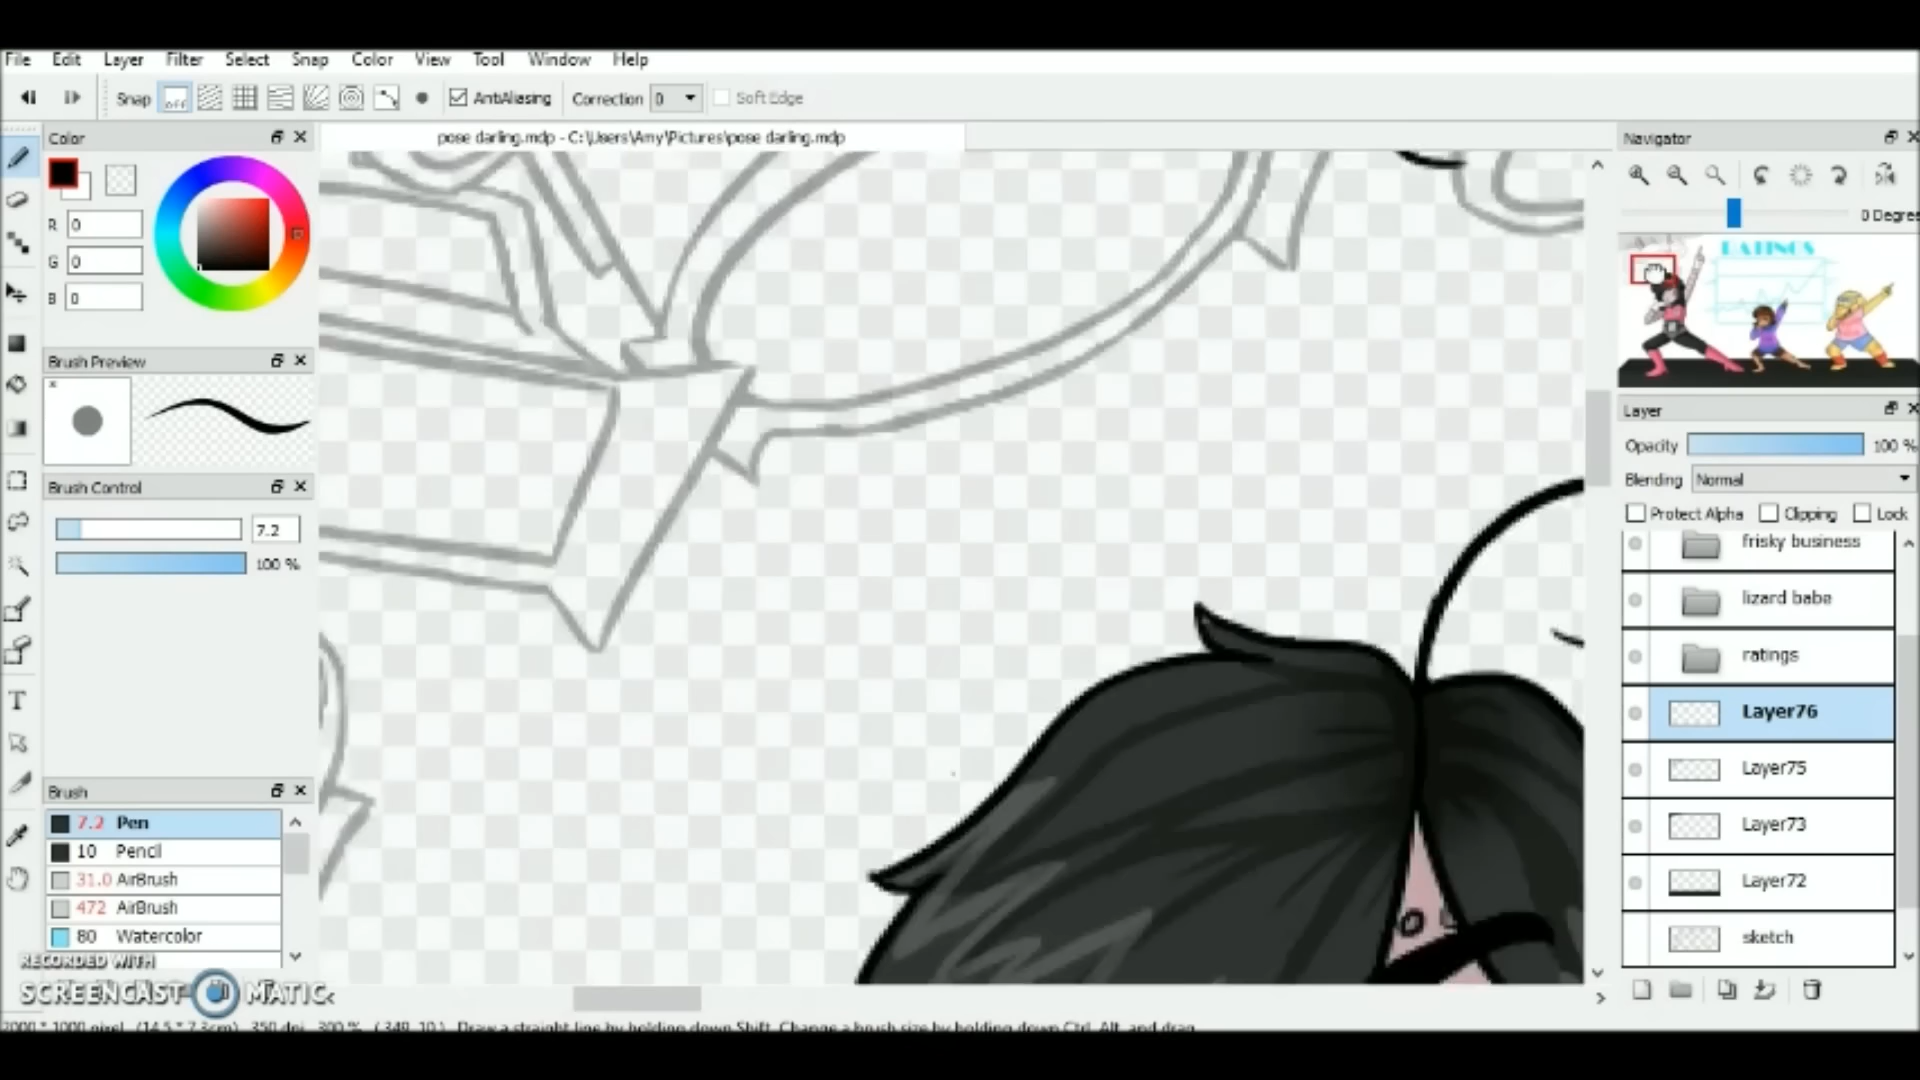 File Edit Layer Filter Select Snap Color View Tool Window Help
Snap off AntiAliasing Correction 0 Soft Edge
Color
pose darling.mdp - C:\Users\Amy\Pictures\pose darling.mdp
Navigator
R 0
G 0
B 0
0 Degree
RATINGS
Brush Preview
Brush Control
7.2
100 %
Layer
Opacity 100 %
Blending Normal
Protect Alpha Clipping Lock
frisky business
lizard babe
ratings
Layer76
Layer75
Layer73
Layer72
sketch
Brush
7.2 Pen
10 Pencil
31.0 AirBrush
472 AirBrush
80 Watercolor
RECORDED WITH
SCREENCAST MATIC
2000 * 1000 pixel (14.5 * 7.3cm) 350 dpi 300 % ( 349, 10 ) Draw a straight line by holding down Shift, Change a brush size by holding down Ctrl, Alt, and drag